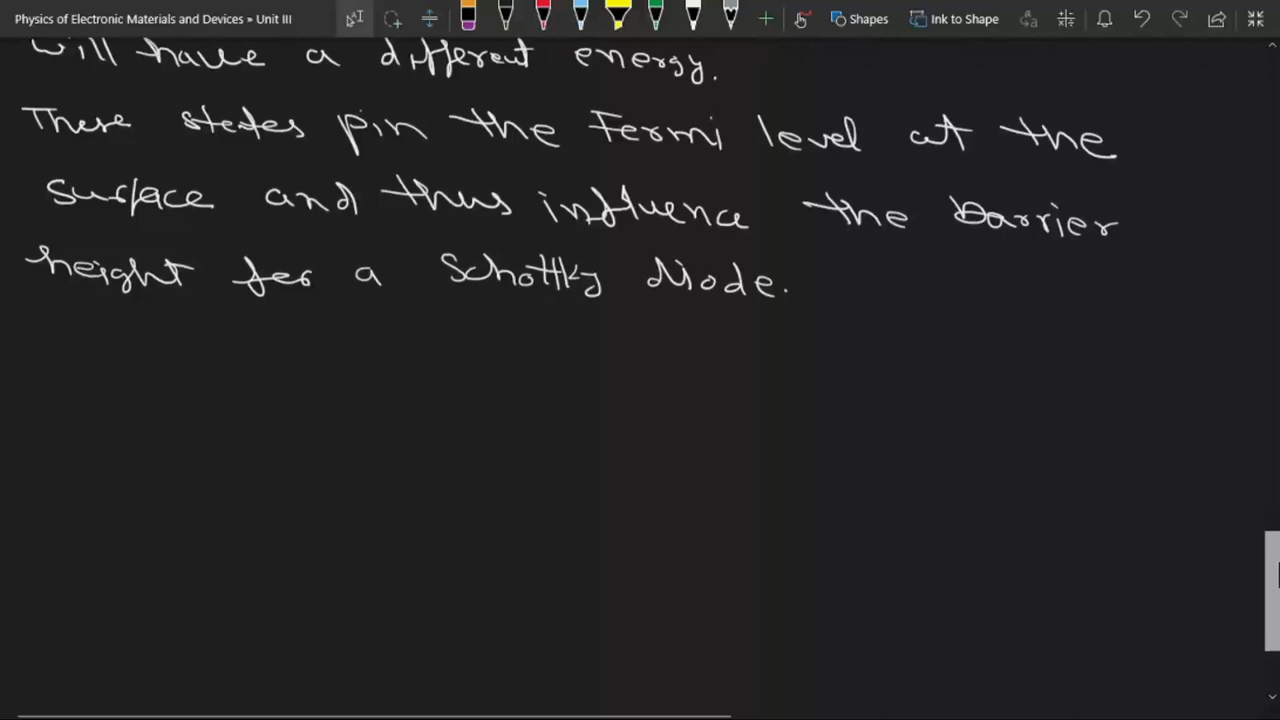 Physics of Electronic Materials and Devices » Unit III
Shapes
Ink to Shape
will have a different energy.
These states pin the Fermi level at the
surface and thus influence the barrier
height for a Schottky diode.